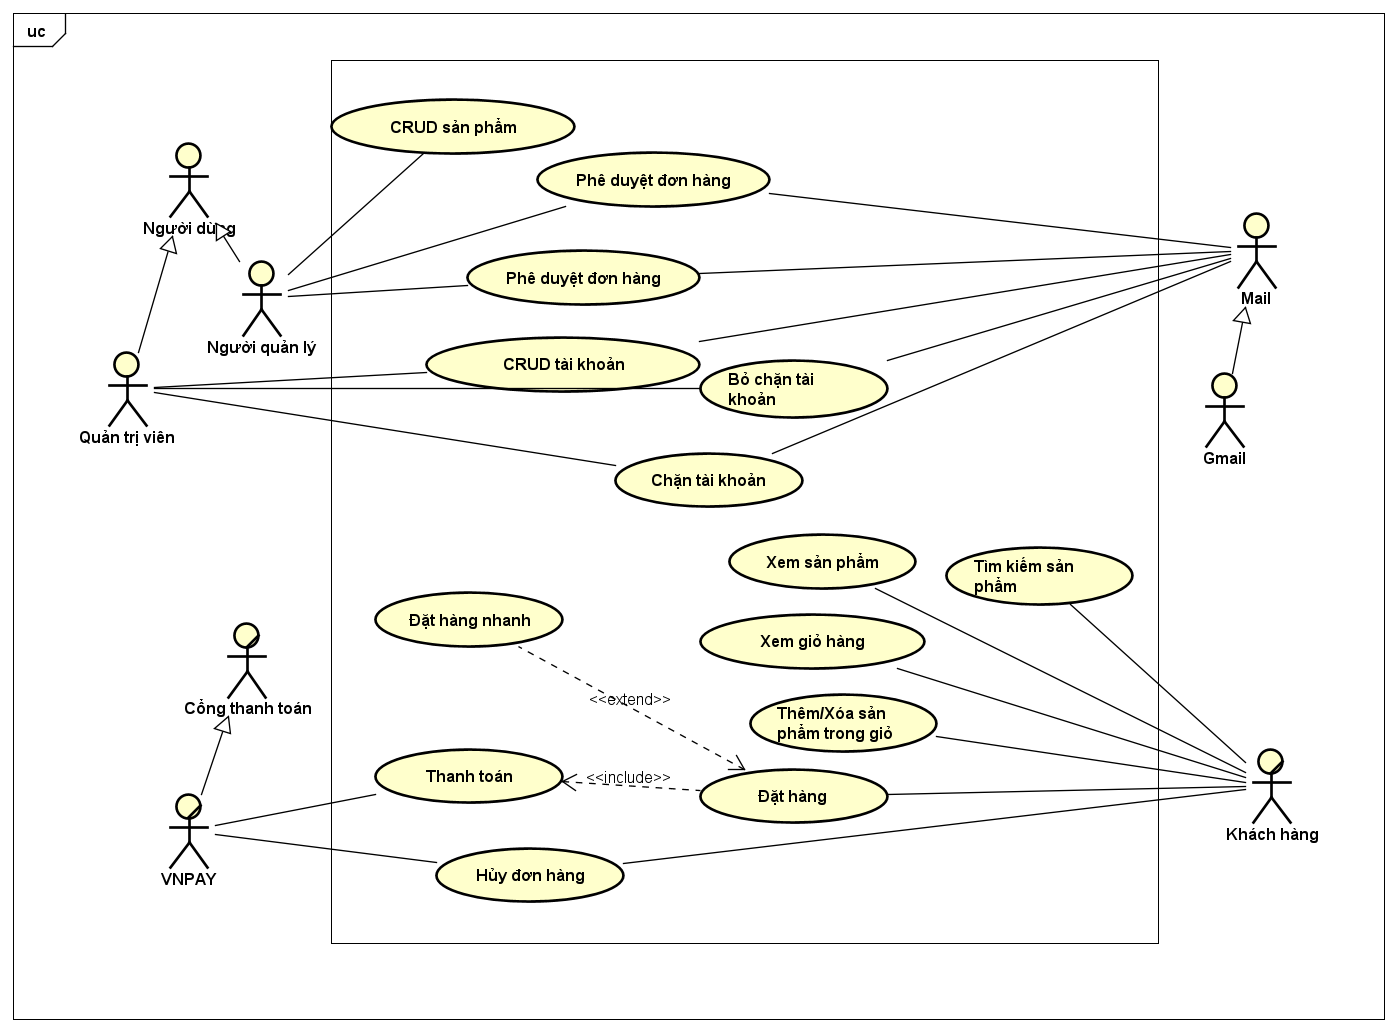 uc
CRUD sản phẩm
Phê duyệt đơn hàng
Người dùng
Phê duyệt đơn hàng
Mail
Người quản lý
CRUD tài khoản
Bỏ chặn tài
khoản
Quản trị viên
Gmail
Chặn tài khoản
Xem sản phẩm
Tìm kiếm sản
phẩm
Đặt hàng nhanh
Xem giỏ hàng
<<extend>>
Cổng thanh toán
Thêm/Xóa sản
phẩm trong giỏ
Thanh toán
<<include>>
Đặt hàng
Khách hàng
VNPAY
Hủy đơn hàng